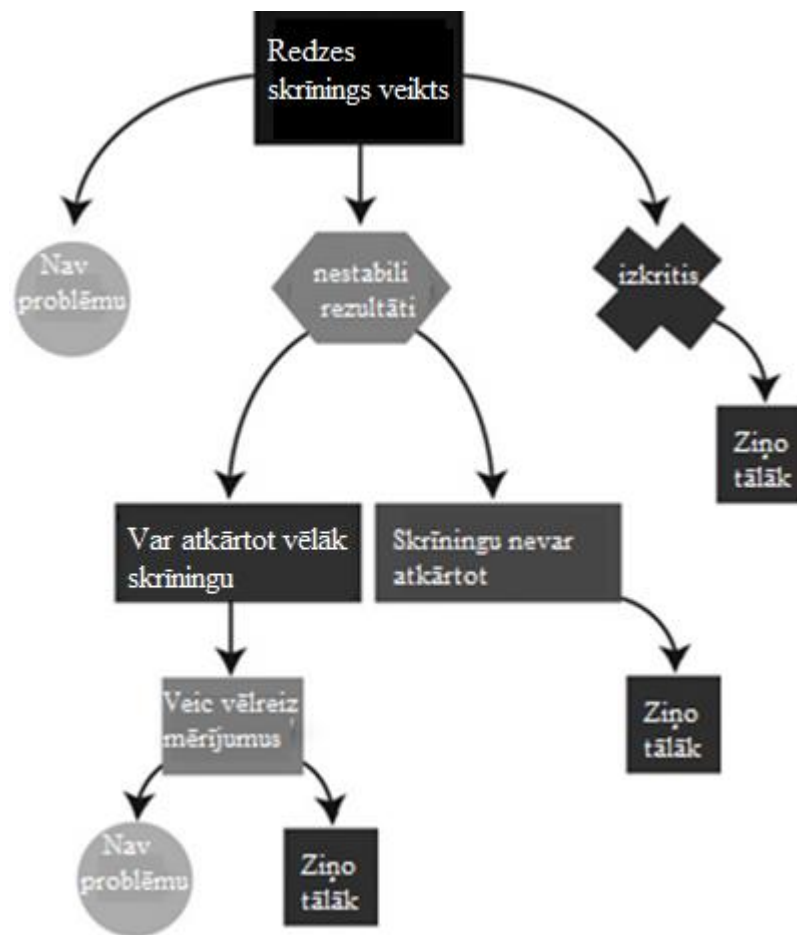 Redzes
skrīnings veikts
Nav
problēmu
nestabili
rezultāti
izkritis
Ziņo
tālāk
Var atkārtot vēlāk
skrīningu
Skrīningu nevar
atkārtot
Veic vēlreiz
mērījumus
Ziņo
tālāk
Nav
problēmu
Ziņo
tālāk